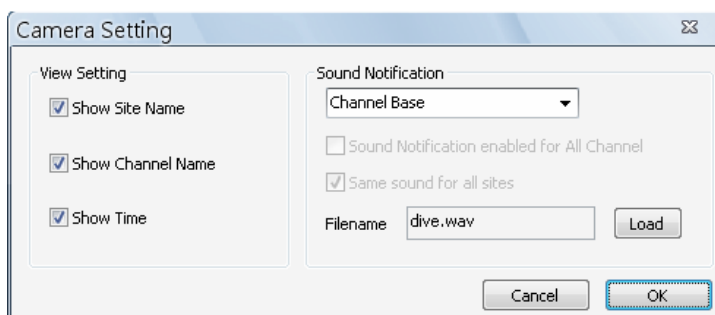 Camera Setting
View Setting
Show Site Name
Show Channel Name
Show Time
Sound Notification
Channel Base
Sound Notification enabled for All Channel
Same sound for all sites
Filename
dive.wav
Load
Cancel
OK